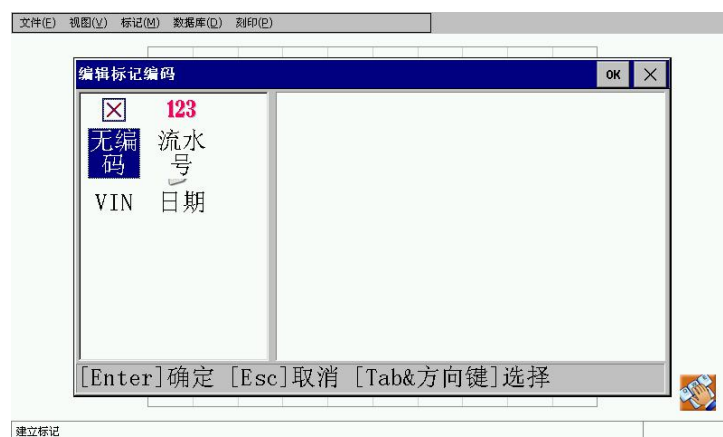 文件(F) 视图(V) 标记(M) 数据库(D) 刻印(P)
编辑标记编码 OK
123
无编码 流水号
VIN 日期
[Enter]确定 [Esc]取消 [Tab&方向键]选择
建立标记